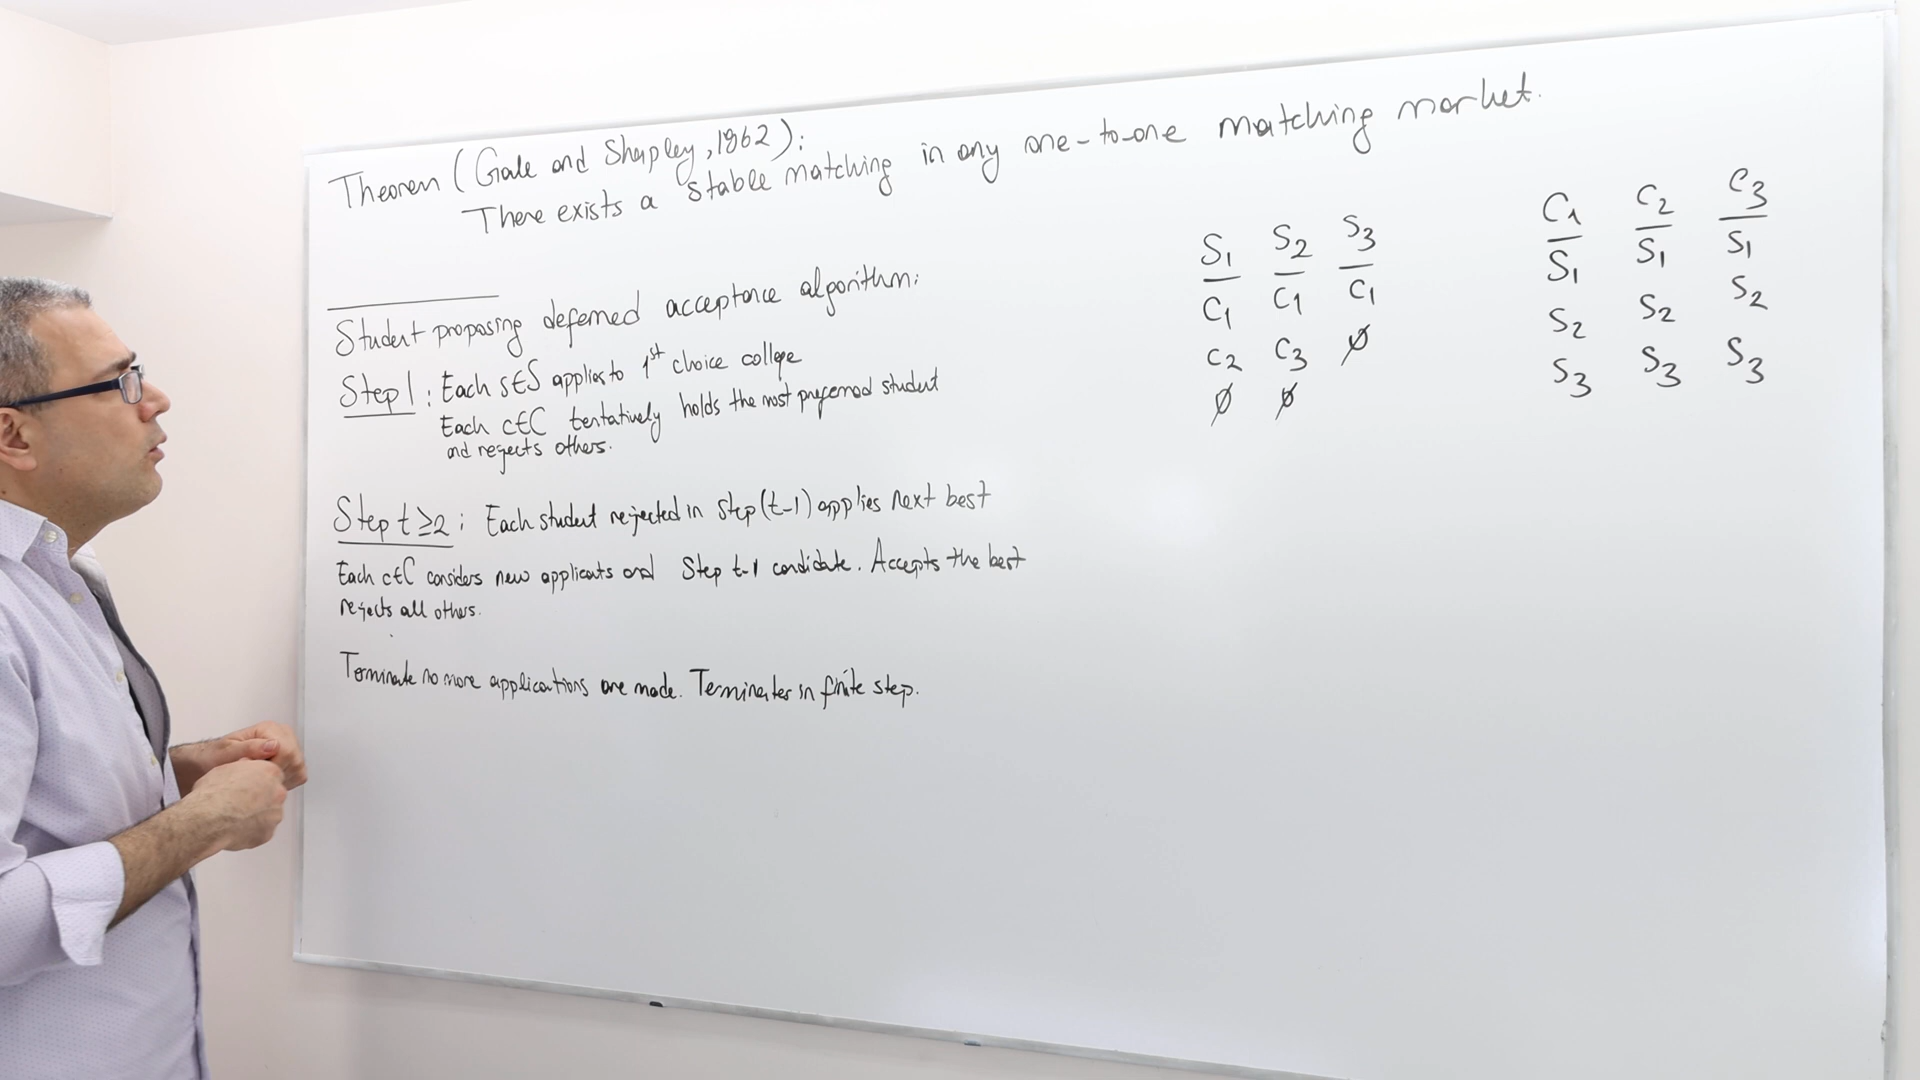 Theorem (Gale and Shapley, 1962):
There exists a stable matching in any one-to-one matching market.
Student proposing deferred acceptance algorithm:
Step 1: Each s∈S applies to 1st choice college
Each c∈C tentatively holds the most preferred student
and rejects others.
Step t≥2: Each student rejected in step (t-1) applies next best
Each c∈C considers new applicants and Step t-1 candidate. Accepts the best
rejects all others.
Terminate no more applications are made. Terminates in finite step.
S1 S2 S3
C1 C1 C1
C2 C3 ∅
∅ ∅
C1 C2 C3
S1 S1 S1
S2 S2 S2
S3 S3 S3